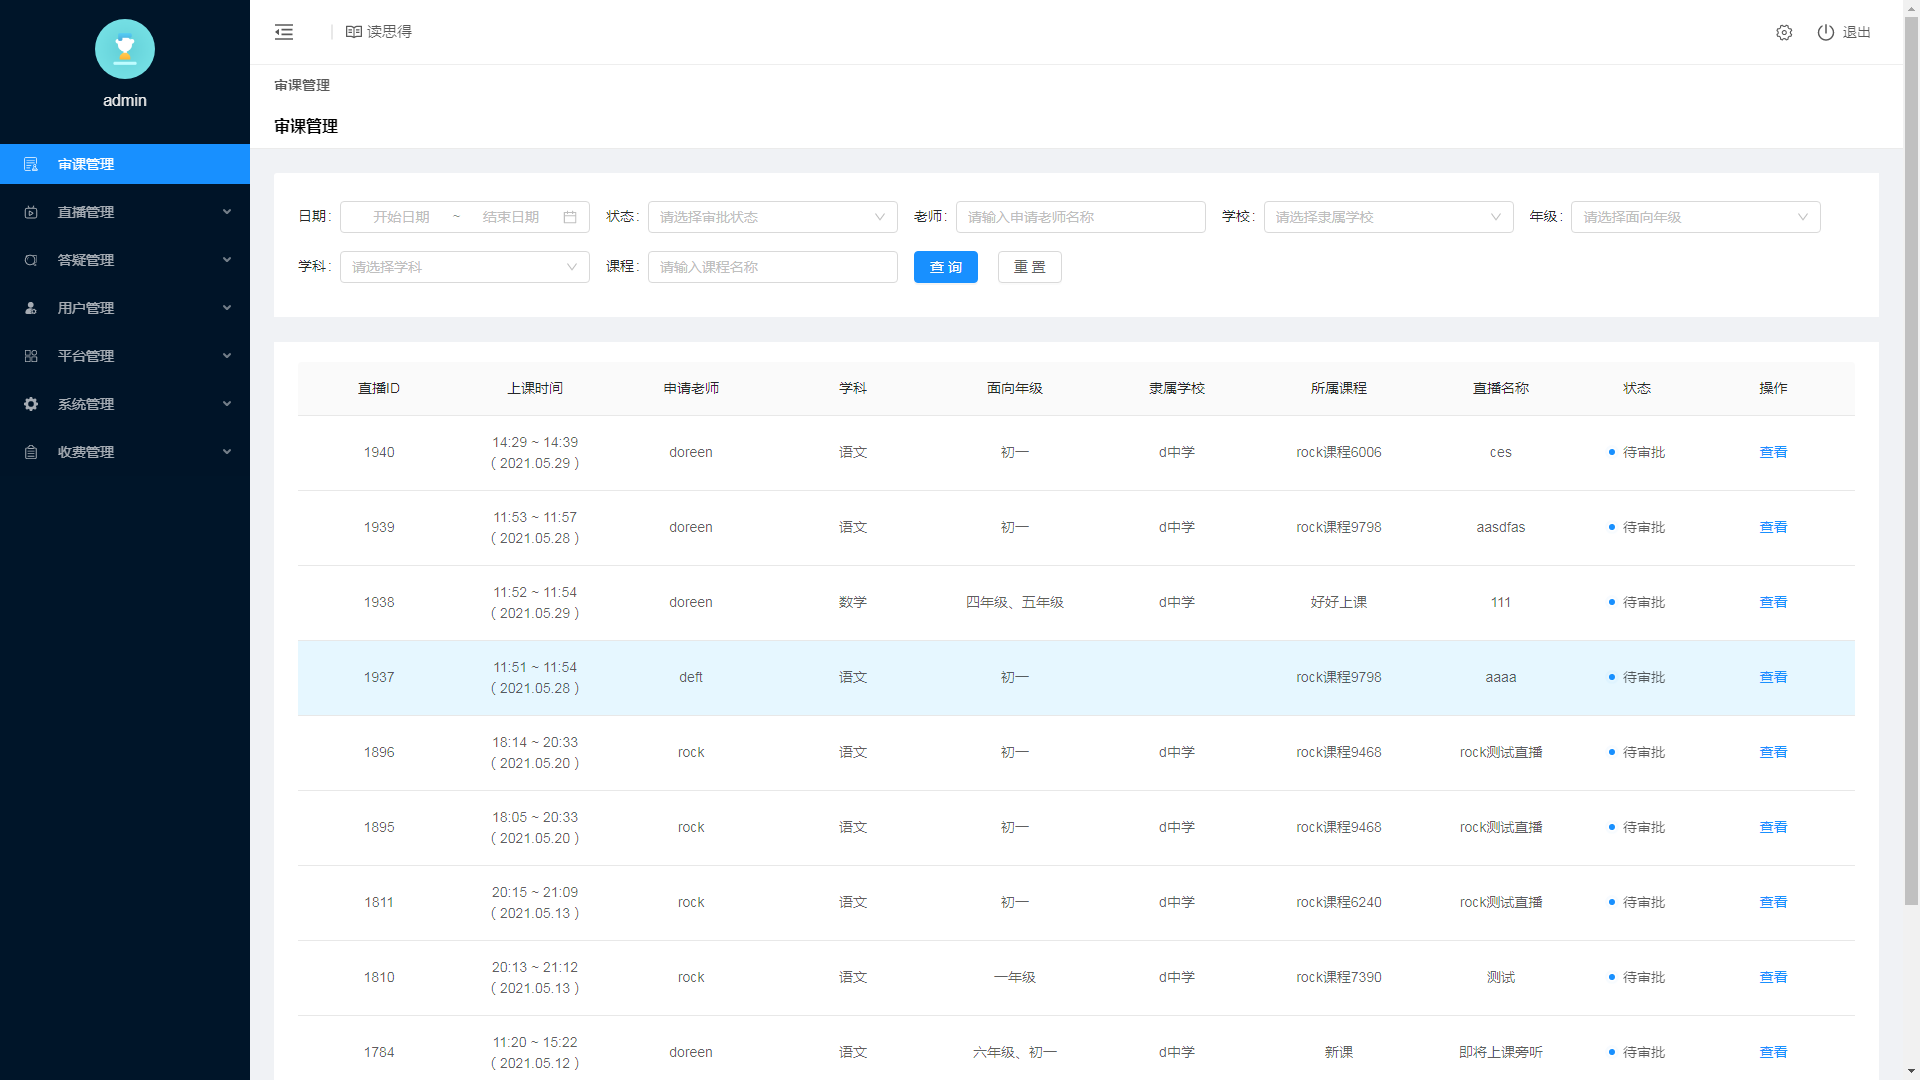 读思得
退出
admin
审课管理
直播管理
答疑管理
用户管理
平台管理
系统管理
收费管理
审课管理
审课管理
日期: 开始日期 ~ 结束日期 状态: 请选择审批状态 老师: 请输入申请老师名称 学校: 请选择隶属学校 年级: 请选择面向年级
学科: 请选择学科 课程: 请输入课程名称 查 询 重 置
直播ID 上课时间 申请老师 学科 面向年级 隶属学校 所属课程 直播名称 状态 操作
1940 14:29 ~ 14:39 ( 2021.05.29 ) doreen 语文 初一 d中学 rock课程6006 ces 待审批 查看
1939 11:53 ~ 11:57 ( 2021.05.28 ) doreen 语文 初一 d中学 rock课程9798 aasdfas 待审批 查看
1938 11:52 ~ 11:54 ( 2021.05.29 ) doreen 数学 四年级、五年级 d中学 好好上课 111 待审批 查看
1937 11:51 ~ 11:54 ( 2021.05.28 ) deft 语文 初一 rock课程9798 aaaa 待审批 查看
1896 18:14 ~ 20:33 ( 2021.05.20 ) rock 语文 初一 d中学 rock课程9468 rock测试直播 待审批 查看
1895 18:05 ~ 20:33 ( 2021.05.20 ) rock 语文 初一 d中学 rock课程9468 rock测试直播 待审批 查看
1811 20:15 ~ 21:09 ( 2021.05.13 ) rock 语文 初一 d中学 rock课程6240 rock测试直播 待审批 查看
1810 20:13 ~ 21:12 ( 2021.05.13 ) rock 语文 一年级 d中学 rock课程7390 测试 待审批 查看
1784 11:20 ~ 15:22 ( 2021.05.12 ) doreen 语文 六年级、初一 d中学 新课 即将上课旁听 待审批 查看